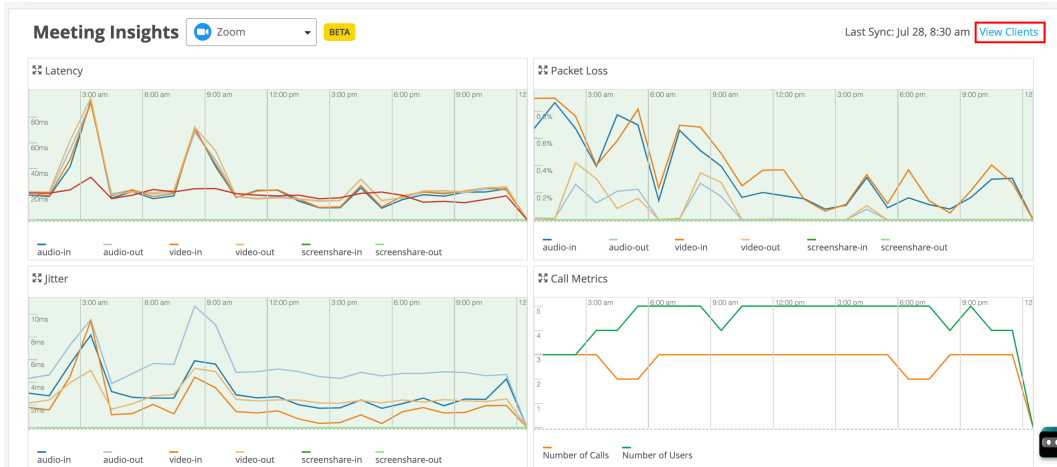 Meeting Insights Zoom BETA Last Sync: Jul 28, 8:30 am View Clients
Latency
3:00 am 6:00 am 9:00 am 12:00 pm 3:00 pm 6:00 pm 9:00 pm 12
80ms
60ms
40ms
20ms
audio-in audio-out video-in video-out screenshare-in screenshare-out
Packet Loss
3:00 am 6:00 am 9:00 am 12:00 pm 3:00 pm 6:00 pm 9:00 pm 12
0.8%
0.6%
0.4%
0.2%
audio-in audio-out video-in video-out screenshare-in screenshare-out
Jitter
3:00 am 6:00 am 9:00 am 12:00 pm 3:00 pm 6:00 pm 9:00 pm 12
10ms
8ms
6ms
4ms
2ms
audio-in audio-out video-in video-out screenshare-in screenshare-out
Call Metrics
3:00 am 6:00 am 9:00 am 12:00 pm 3:00 pm 6:00 pm 9:00 pm 12
5
4
3
2
1
Number of Calls Number of Users